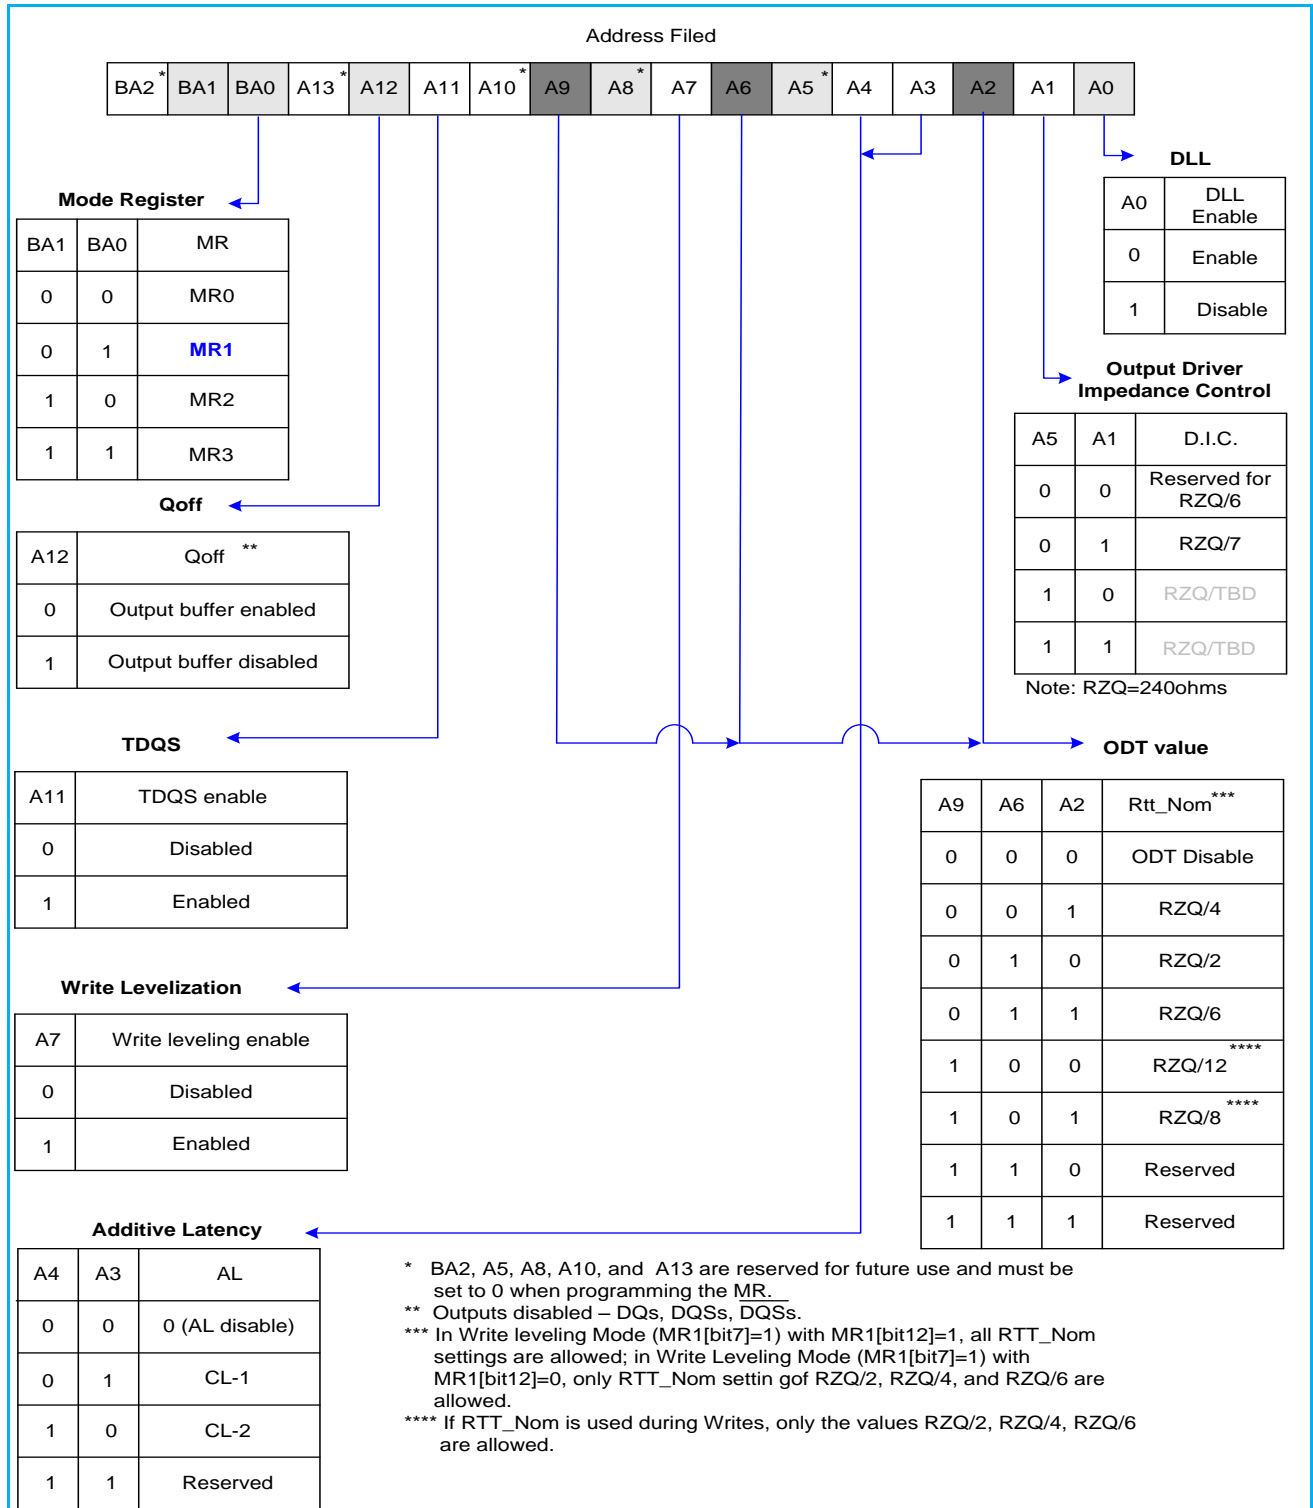 Address Filed
BA2* BA1 BA0 A13* A12 A11 A10* A9 A8* A7 A6 A5* A4 A3 A2 A1 A0
Mode Register
BA1 BA0 MR
0 0 MR0
0 1 MR1
1 0 MR2
1 1 MR3
Qoff
A12 Qoff **
0 Output buffer enabled
1 Output buffer disabled
TDQS
A11 TDQS enable
0 Disabled
1 Enabled
Write Levelization
A7 Write leveling enable
0 Disabled
1 Enabled
Additive Latency
A4 A3 AL
0 0 0 (AL disable)
0 1 CL-1
1 0 CL-2
1 1 Reserved
DLL
A0 DLL
Enable
0 Enable
1 Disable
Output Driver
Impedance Control
A5 A1 D.I.C.
0 0 Reserved for
RZQ/6
0 1 RZQ/7
1 0 RZQ/TBD
1 1 RZQ/TBD
Note: RZQ=240ohms
ODT value
A9 A6 A2 Rtt_Nom***
0 0 0 ODT Disable
0 0 1 RZQ/4
0 1 0 RZQ/2
0 1 1 RZQ/6
1 0 0 RZQ/12****
1 0 1 RZQ/8****
1 1 0 Reserved
1 1 1 Reserved
* BA2, A5, A8, A10, and A13 are reserved for future use and must be
set to 0 when programming the MR.
** Outputs disabled – DQs, DQSs, D̅Q̅S̅s̅.
*** In Write leveling Mode (MR1[bit7]=1) with MR1[bit12]=1, all RTT_Nom
settings are allowed; in Write Leveling Mode (MR1[bit7]=1) with
MR1[bit12]=0, only RTT_Nom settin gof RZQ/2, RZQ/4, and RZQ/6 are
allowed.
**** If RTT_Nom is used during Writes, only the values RZQ/2, RZQ/4, RZQ/6
are allowed.